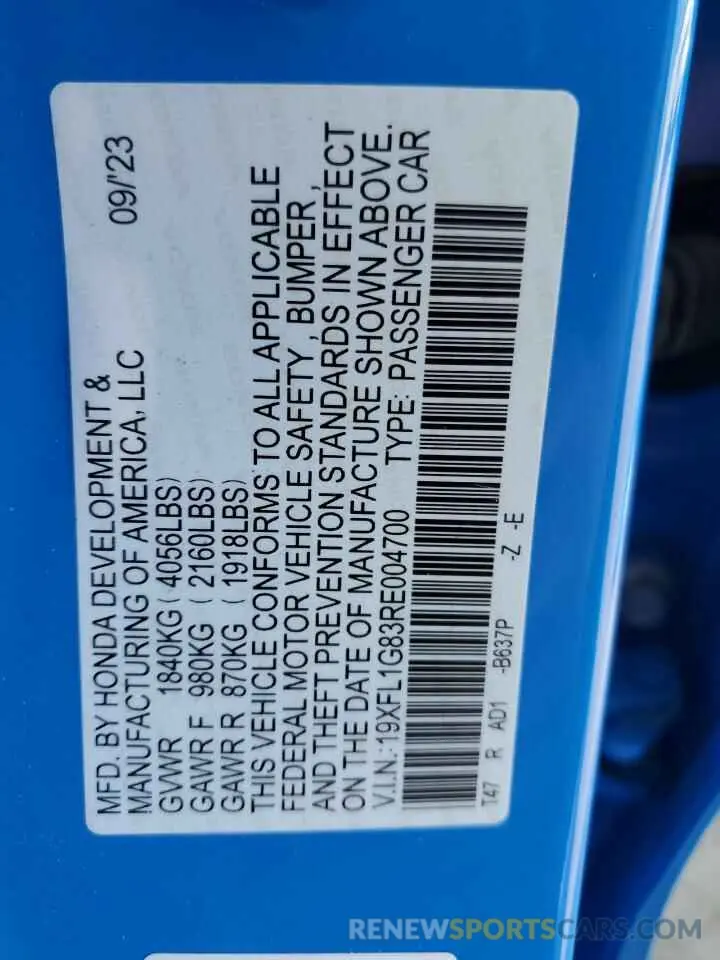 MFD. BY HONDA DEVELOPMENT & 09/'23
MANUFACTURING OF AMERICA, LLC
GVWR 1840KG (4056LBS)
GAWR F 980KG ( 2160LBS)
GAWR R 870KG ( 1918LBS)
THIS VEHICLE CONFORMS TO ALL APPLICABLE
FEDERAL MOTOR VEHICLE SAFETY , BUMPER ,
AND THEFT PREVENTION STANDARDS IN EFFECT
ON THE DATE OF MANUFACTURE SHOWN ABOVE.
V.I.N.:19XFL1G83RE004700 TYPE: PASSENGER CAR
T47 R AD1 -B637P -Z -E
RENEWSPORTSCARS.COM